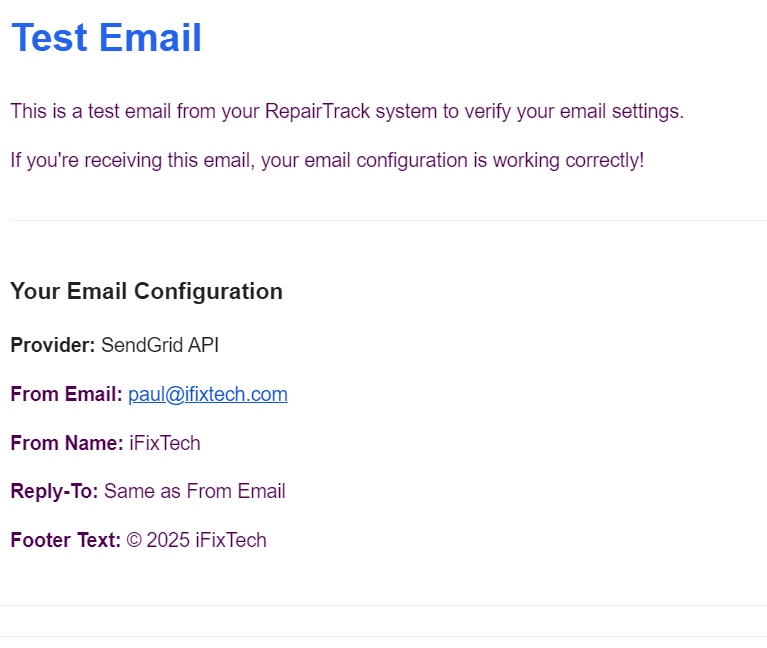 Test Email
This is a test email from your RepairTrack system to verify your email settings.
If you're receiving this email, your email configuration is working correctly!
Your Email Configuration
Provider: SendGrid API
From Email: paul@ifixtech.com
From Name: iFixTech
Reply-To: Same as From Email
Footer Text: © 2025 iFixTech